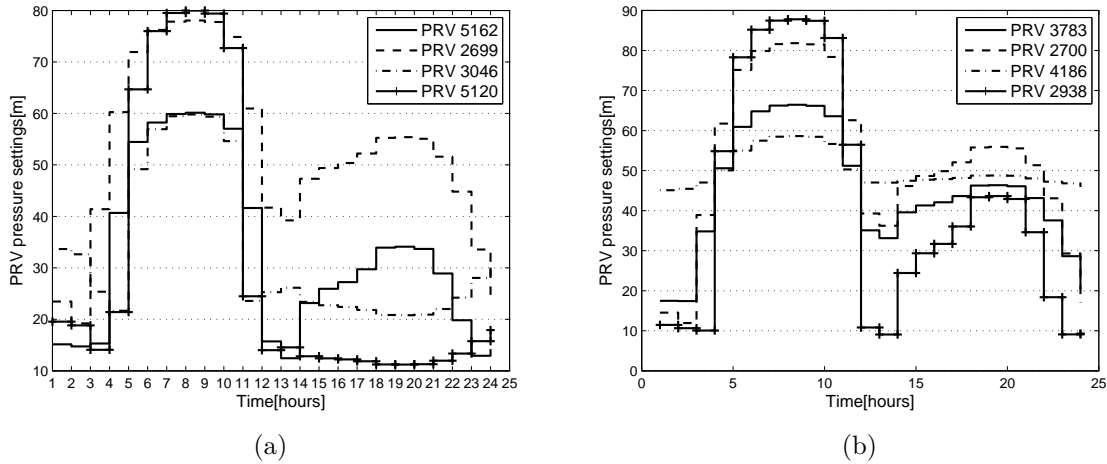 80
70
60
50
40
30
20
10
PRV pressure settings[m]
PRV 5162
PRV 2699
PRV 3046
PRV 5120
1 2 3 4 5 6 7 8 9 10 11 12 13 14 15 16 17 18 19 20 21 22 23 24 25
Time[hours]
(a)
90
80
70
60
50
40
30
20
10
0
PRV pressure settings[m]
PRV 3783
PRV 2700
PRV 4186
PRV 2938
0 5 10 15 20 25
Time[hours]
(b)